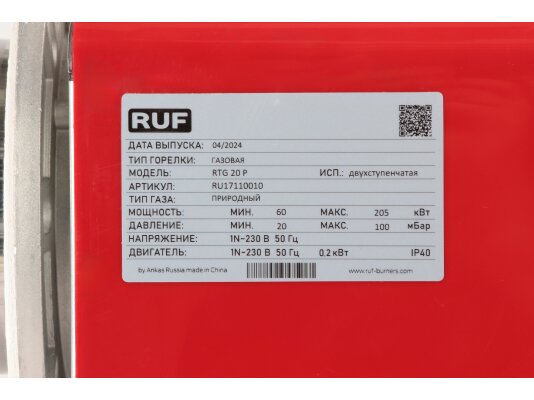 RUF
ДАТА ВЫПУСКА: 04/2024
ТИП ГОРЕЛКИ: ГАЗОВАЯ
МОДЕЛЬ: RTG 20 P ИСП.: двухступенчатая
АРТИКУЛ: RU17110010
ТИП ГАЗА: ПРИРОДНЫЙ
МОЩНОСТЬ: МИН. 60 МАКС. 205 кВт
ДАВЛЕНИЕ: МИН. 20 МАКС. 100 мБар
НАПРЯЖЕНИЕ: 1N~230 В 50 Гц
ДВИГАТЕЛЬ: 1N~230 В 50 Гц 0,2 кВт IP40
by Ankas Russia made in China www.ruf-burners.com